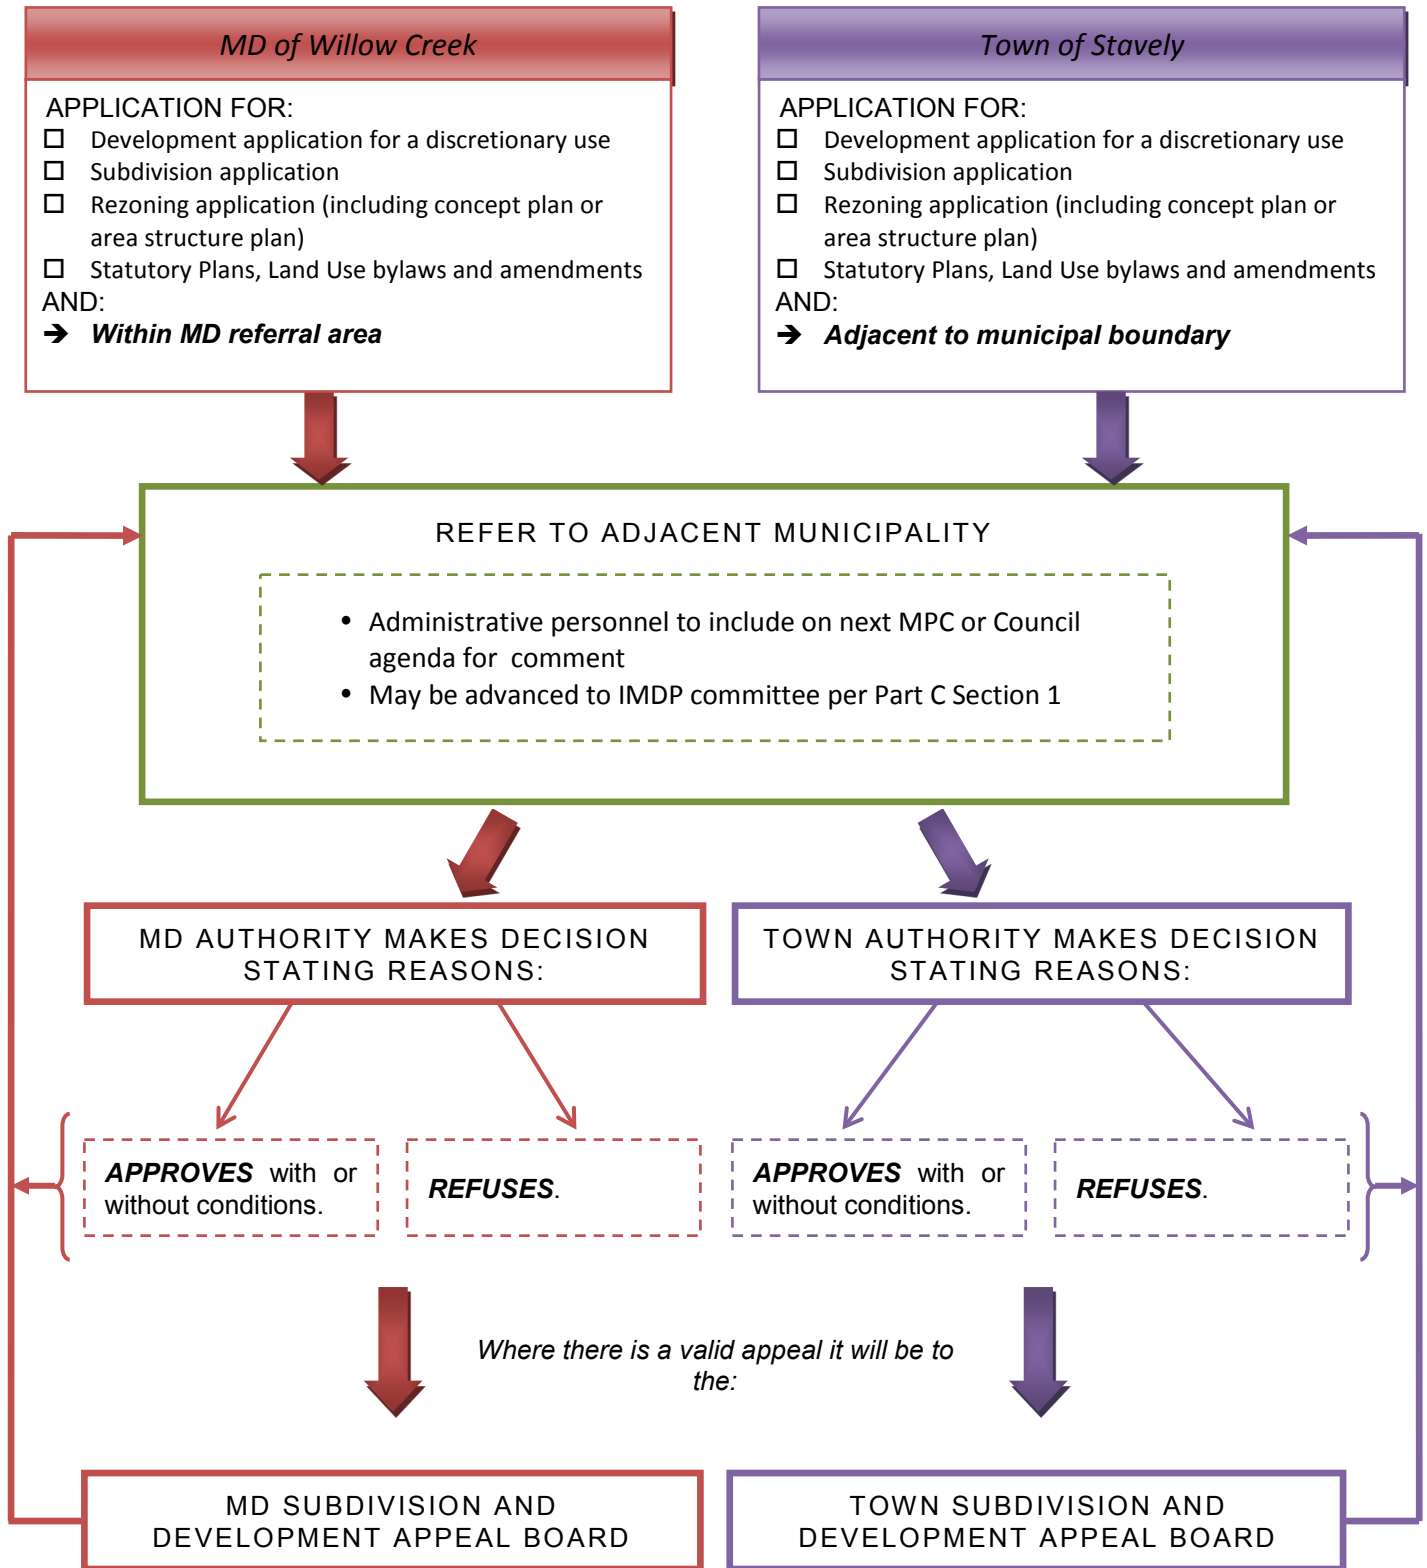 MD of Willow Creek
APPLICATION FOR:
☐ Development application for a discretionary use
☐ Subdivision application
☐ Rezoning application (including concept plan or
area structure plan)
☐ Statutory Plans, Land Use bylaws and amendments
AND:
➔ Within MD referral area
Town of Stavely
APPLICATION FOR:
☐ Development application for a discretionary use
☐ Subdivision application
☐ Rezoning application (including concept plan or
area structure plan)
☐ Statutory Plans, Land Use bylaws and amendments
AND:
➔ Adjacent to municipal boundary
REFER TO ADJACENT MUNICIPALITY
• Administrative personnel to include on next MPC or Council
agenda for comment
• May be advanced to IMDP committee per Part C Section 1
MD AUTHORITY MAKES DECISION
STATING REASONS:
TOWN AUTHORITY MAKES DECISION
STATING REASONS:
APPROVES with or
without conditions.
REFUSES.
APPROVES with or
without conditions.
REFUSES.
Where there is a valid appeal it will be to
the:
MD SUBDIVISION AND
DEVELOPMENT APPEAL BOARD
TOWN SUBDIVISION AND
DEVELOPMENT APPEAL BOARD